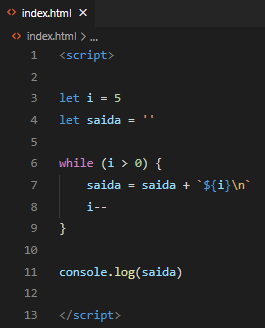 index.html ×
index.html > ...
1 <script>
2
3 let i = 5
4 let saida = ''
5
6 while (i > 0) {
7     saida = saida + `${i}\n`
8     i--
9 }
10
11 console.log(saida)
12
13 </script>